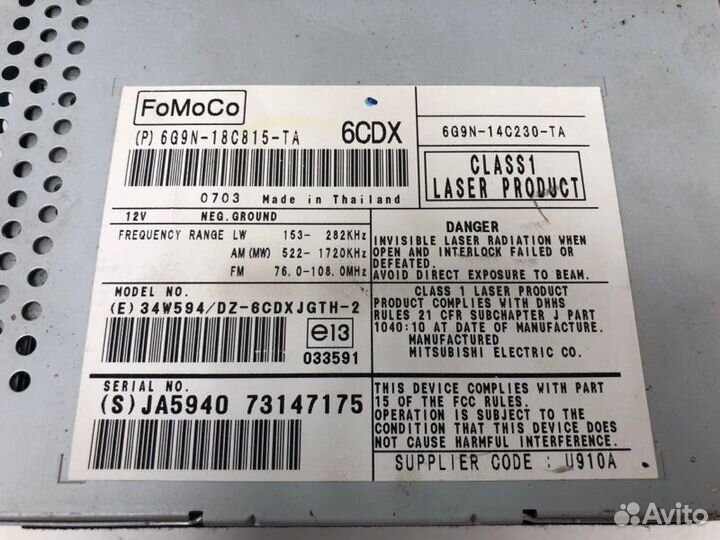 FoMoCo
(P) 6G9N-18C815-TA 6CDX
6G9N-14C230-TA
CLASS1
LASER PRODUCT
0703 Made in Thailand
12V NEG.GROUND
FREQUENCY RANGE LW 153- 282KHz
AM(MW) 522-1720KHz
FM 76.0-108.0MHz
DANGER
INVISIBLE LASER RADIATION WHEN
OPEN AND INTERLOCK FAILED OR
DEFEATED.
AVOID DIRECT EXPOSURE TO BEAM.
MODEL NO.
(E) 34W594/DZ-6CDXJGTH-2
e13
033591
CLASS 1 LASER PRODUCT
PRODUCT COMPLIES WITH DHHS
RULES 21 CFR SUBCHAPTER J PART
1040:10 AT DATE OF MANUFACTURE.
MANUFACTURED
MITSUBISHI ELECTRIC CO.
SERIAL NO.
(S) JA5940 73147175
THIS DEVICE COMPLIES WITH PART
15 OF THE FCC RULES.
OPERATION IS SUBJECT TO THE
CONDITION THAT THIS DEVICE DOES
NOT CAUSE HARMFUL INTERFERENCE.
SUPPLIER CODE : U910A
Avito